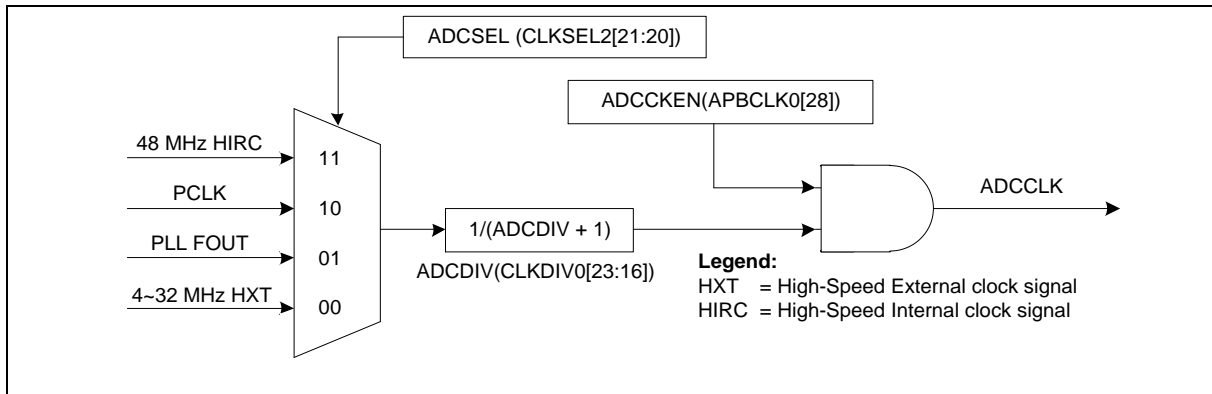 ADCSEL (CLKSEL2[21:20])
ADCCKEN(APBCLK0[28])
48 MHz HIRC
11
PCLK
10
PLL FOUT
01
4~32 MHz HXT
00
1/(ADCDIV + 1)
ADCDIV(CLKDIV0[23:16])
ADCCLK
Legend:
HXT = High-Speed External clock signal
HIRC = High-Speed Internal clock signal